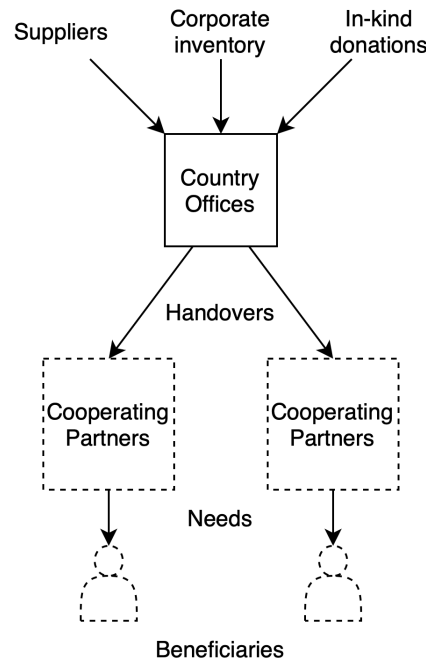 Suppliers
Corporate
inventory
In-kind
donations
Country
Offices
Handovers
Cooperating
Partners
Cooperating
Partners
Needs
Beneficiaries